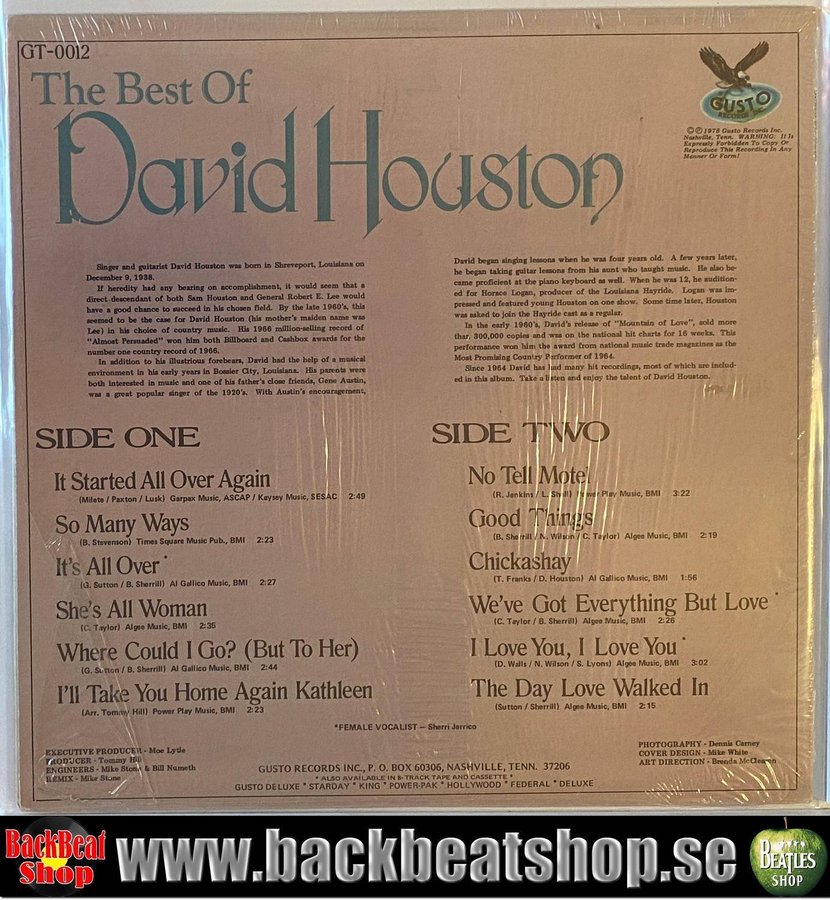 GT-0012
The Best Of
David Houston
GUSTO
RECORDS INC.
©Ⓟ1978 Gusto Records Inc.
Nashville, Tenn. WARNING: It Is
Expressly Forbidden To Copy Or
Reproduce This Recording In Any
Manner Or Form!
Singer and guitarist David Houston was born in Shreveport, Louisiana on
December 9, 1938.
If heredity had any bearing on accomplishment, it would seem that a
direct descendant of both Sam Houston and General Robert E. Lee would
have a good chance to succeed in his chosen field. By the late 1960's, this
seemed to be the case for David Houston (his mother's maiden name was
Lee) in his choice of country music. His 1966 million-selling record of
"Almost Persuaded" won him both Billboard and Cashbox awards for the
number one country record of 1966.
In addition to his illustrious forebears, David had the help of a musical
environment in his early years in Bossier City, Louisiana. His parents were
both interested in music and one of his father's close friends, Gene Austin,
was a great popular singer of the 1920's. With Austin's encouragement,
David began singing lessons when he was four years old. A few years later,
he began taking guitar lessons from his aunt who taught music. He also be-
came proficient at the piano keyboard as well. When he was 12, he audition-
ed for Horace Logan, producer of the Louisiana Hayride. Logan was im-
pressed and featured young Houston on one show. Some time later, Houston
was asked to join the Hayride cast as a regular.
In the early 1960's, David's release of "Mountain of Love", sold more
than 300,000 copies and was on the national hit charts for 16 weeks. This
performance won him the award from national music trade magazines as the
Most Promising Country Performer of 1964.
Since 1964 David has had many hit recordings, most of which are includ-
ed in this album. Take a listen and enjoy the talent of David Houston.
SIDE ONE
It Started All Over Again
(Milete / Paxton / Lusk) Garpax Music, ASCAP / Kaysey Music, SESAC 2:49
So Many Ways
(B. Stevenson) Times Square Music Pub., BMI 2:23
It's All Over *
(G. Sutton / B. Sherrill) Al Gallico Music, BMI 2:27
She's All Woman
(C. Taylor) Algee Music, BMI 2:35
Where Could I Go? (But To Her)
(G. Sutton / B. Sherrill) Al Gallico Music, BMI 2:44
I'll Take You Home Again Kathleen
(Arr. Tommy Hill) Power Play Music, BMI 2:23
SIDE TWO
No Tell Motel
(R. Jenkins / L. Shell) Power Play Music, BMI 3:22
Good Things
(B. Sherrill / N. Wilson / C. Taylor) Algee Music, BMI 2:19
Chickashay
(T. Franks / D. Houston) Al Gallico Music, BMI 1:56
We've Got Everything But Love *
(C. Taylor / B. Sherrill) Algee Music, BMI 2:26
I Love You, I Love You *
(D. Walls / N. Wilson / S. Lyons) Algee Music, BMI 3:02
The Day Love Walked In
(Sutton / Sherrill) Algee Music, BMI 2:15
*FEMALE VOCALIST – Sherri Jerrico
EXECUTIVE PRODUCER - Moe Lytle
PRODUCER - Tommy Hill
ENGINEERS - Mike Stone & Bill Numeth
REMIX - Mike Stone
PHOTOGRAPHY - Dennis Carney
COVER DESIGN - Mike White
ART DIRECTION - Brenda McClearen
GUSTO RECORDS INC., P. O. BOX 60306, NASHVILLE, TENN. 37206
* ALSO AVAILABLE IN 8-TRACK TAPE AND CASSETTE *
GUSTO DELUXE * STARDAY * KING * POWER-PAK * HOLLYWOOD * FEDERAL * DELUXE
BackBeat
Shop
www.backbeatshop.se
BEATLES
SHOP